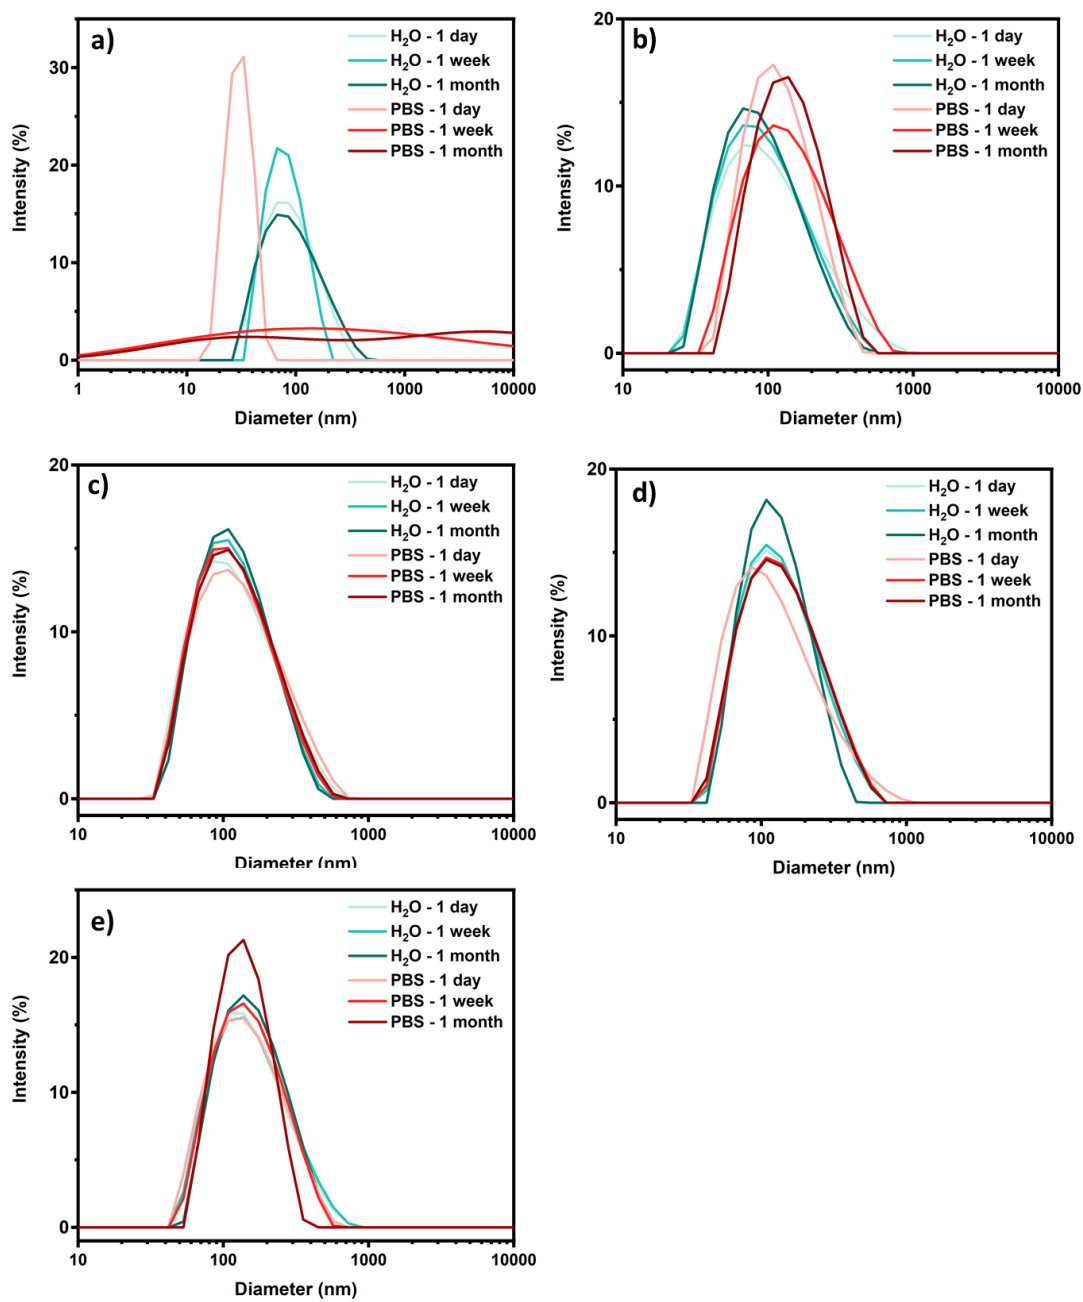 a)
H₂O - 1 day
H₂O - 1 week
H₂O - 1 month
PBS - 1 day
PBS - 1 week
PBS - 1 month
30
20
10
0
Intensity (%)
1
10
100
1000
10000
Diameter (nm)
b)
H₂O - 1 day
H₂O - 1 week
H₂O - 1 month
PBS - 1 day
PBS - 1 week
PBS - 1 month
20
10
0
Intensity (%)
10
100
1000
10000
Diameter (nm)
c)
H₂O - 1 day
H₂O - 1 week
H₂O - 1 month
PBS - 1 day
PBS - 1 week
PBS - 1 month
20
10
0
Intensity (%)
10
100
1000
10000
Diameter (nm)
d)
H₂O - 1 day
H₂O - 1 week
H₂O - 1 month
PBS - 1 day
PBS - 1 week
PBS - 1 month
20
10
0
Intensity (%)
10
100
1000
10000
Diameter (nm)
e)
H₂O - 1 day
H₂O - 1 week
H₂O - 1 month
PBS - 1 day
PBS - 1 week
PBS - 1 month
20
10
0
Intensity (%)
10
100
1000
10000
Diameter (nm)